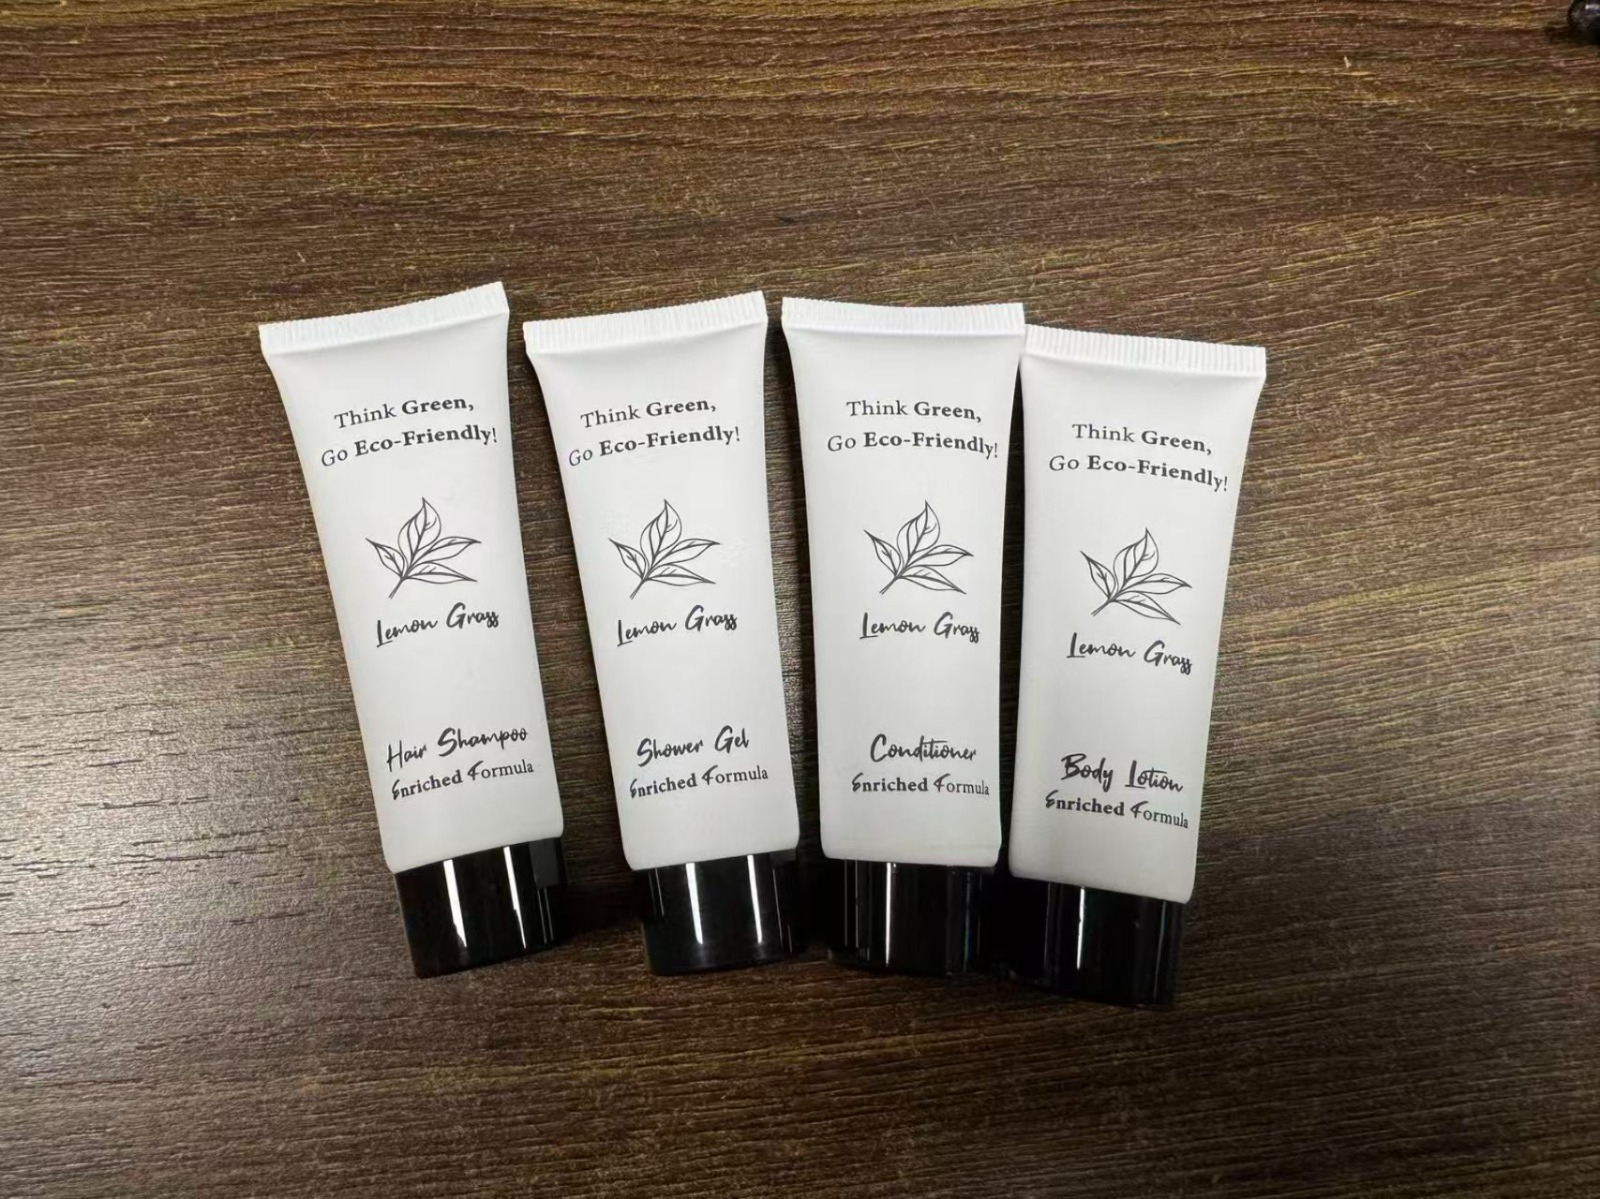 Think Green,
Go Eco-Friendly!
Lemon Grass
Hair Shampoo
Enriched Formula
Think Green,
Go Eco-Friendly!
Lemon Grass
Shower Gel
Enriched Formula
Think Green,
Go Eco-Friendly!
Lemon Grass
Conditioner
Enriched Formula
Think Green,
Go Eco-Friendly!
Lemon Grass
Body Lotion
Enriched Formula